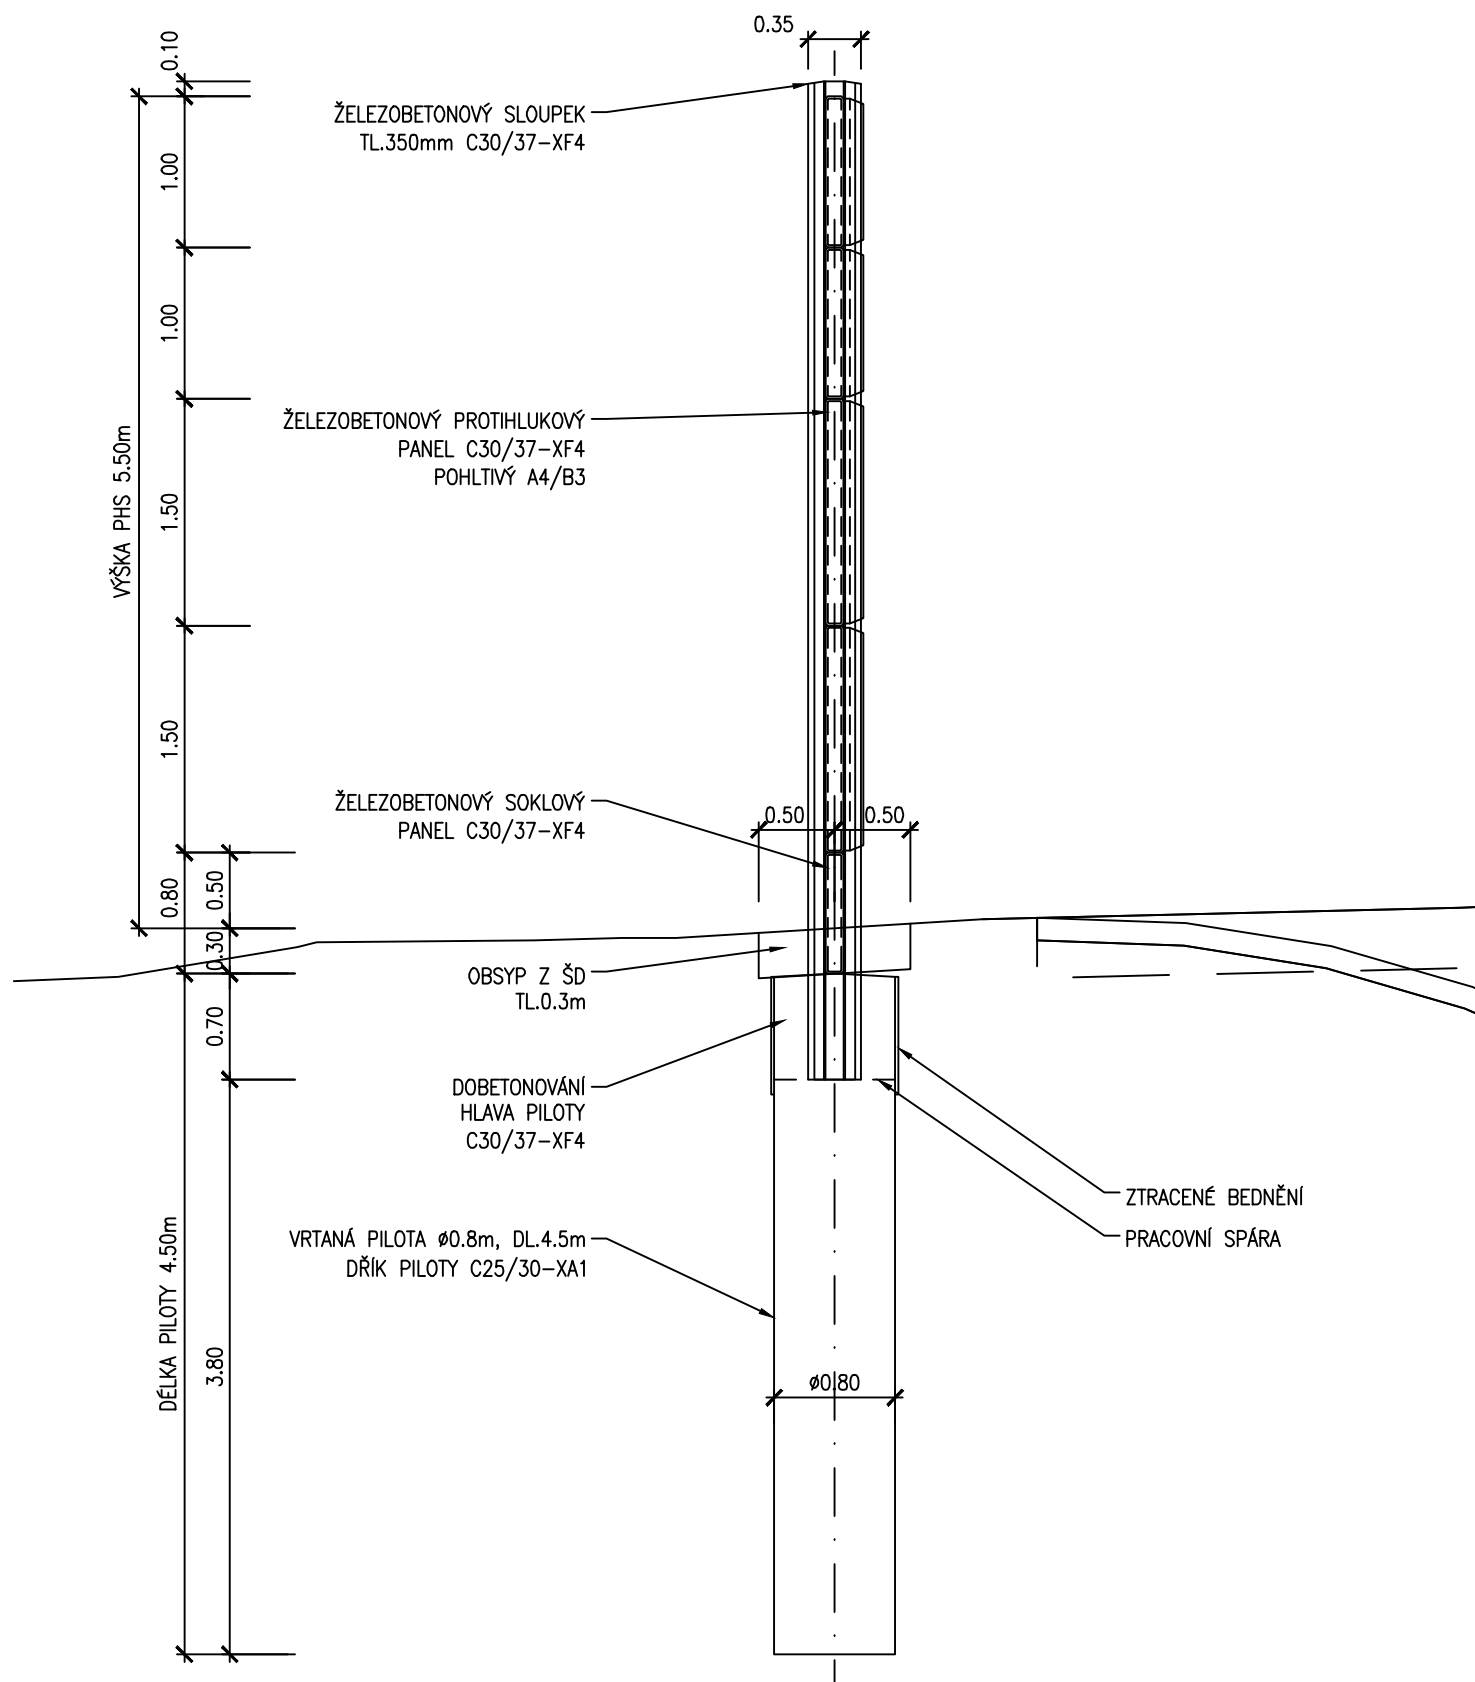 0.35
0.10
ŽELEZOBETONOVÝ SLOUPEK
TL.350mm C30/37-XF4
1.00
1.00
ŽELEZOBETONOVÝ PROTIHLUKOVÝ
PANEL C30/37-XF4
POHLTIVÝ A4/B3
VÝŠKA PHS 5.50m
1.50
1.50
ŽELEZOBETONOVÝ SOKLOVÝ
PANEL C30/37-XF4
0.50
0.50
0.80
0.50
0.30
OBSYP Z ŠD
TL.0.3m
0.70
DOBETONOVÁNÍ
HLAVA PILOTY
C30/37-XF4
ZTRACENÉ BEDNĚNÍ
PRACOVNÍ SPÁRA
VRTANÁ PILOTA ø0.8m, DL.4.5m
DŘÍK PILOTY C25/30-XA1
DÉLKA PILOTY 4.50m
3.80
ø0.80